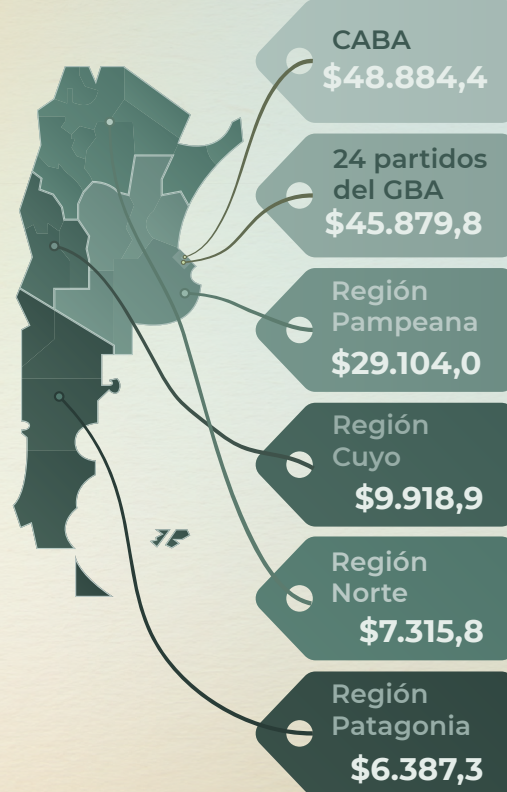 CABA
$48.884,4
24 partidos
del GBA
$45.879,8
Región
Pampeana
$29.104,0
Región
Cuyo
$9.918,9
Región
Norte
$7.315,8
Región
Patagonia
$6.387,3